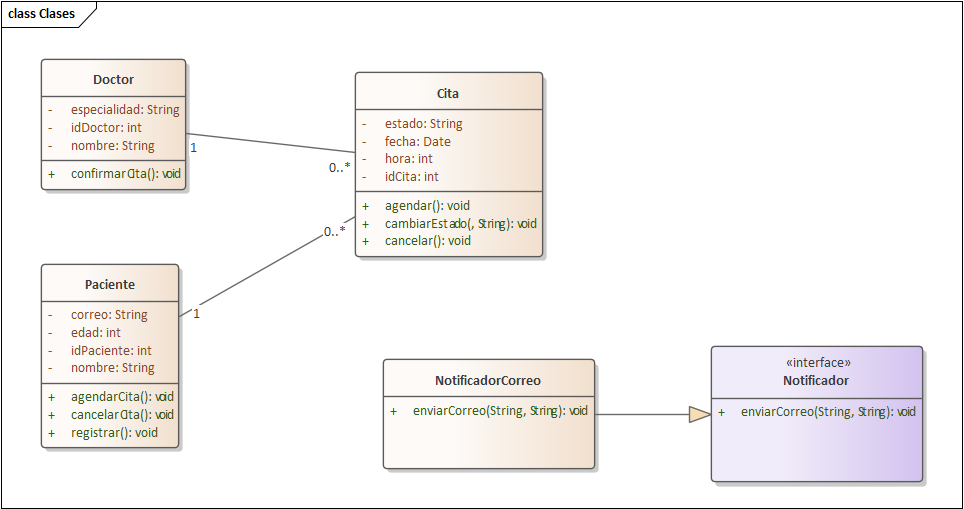 class Clases
Doctor
- especialidad: String
- idDoctor: int
- nombre: String
+ confirmarCita(): void
1
0..*
Cita
- estado: String
- fecha: Date
- hora: int
- idCita: int
+ agendar(): void
+ cambiarEstado(, String): void
+ cancelar(): void
0..*
1
Paciente
- correo: String
- edad: int
- idPaciente: int
- nombre: String
+ agendarCita(): void
+ cancelarCita(): void
+ registrar(): void
NotificadorCorreo
+ enviarCorreo(String, String): void
«interface»
Notificador
+ enviarCorreo(String, String): void